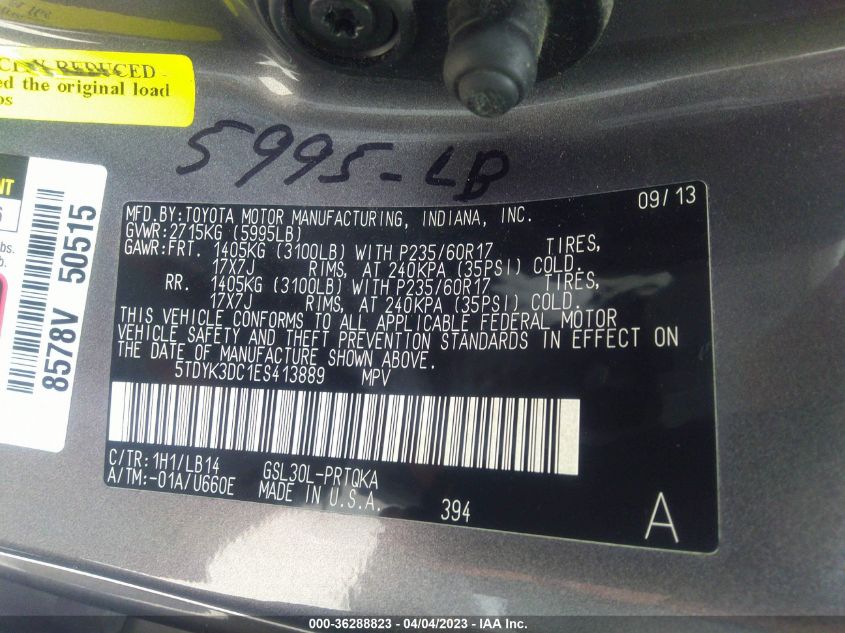 REDUCED
ed the original load
os
5995-LB
8578V 50515
09/13
MFD.BY:TOYOTA MOTOR MANUFACTURING, INDIANA, INC.
GVWR:2715KG (5995LB)
GAWR:FRT. 1405KG (3100LB) WITH P235/60R17 TIRES,
17X7J RIMS, AT 240KPA (35PSI) COLD.
RR. 1405KG (3100LB) WITH P235/60R17 TIRES,
17X7J RIMS, AT 240KPA (35PSI) COLD.
THIS VEHICLE CONFORMS TO ALL APPLICABLE FEDERAL MOTOR
VEHICLE SAFETY AND THEFT PREVENTION STANDARDS IN EFFECT ON
THE DATE OF MANUFACTURE SHOWN ABOVE.
5TDYK3DC1ES413889 MPV
C/TR:1H1/LB14 GSL30L-PRTQKA
A/TM:-01A/U660E MADE IN U.S.A.
394
A
000-36288823 - 04/04/2023 - IAA Inc.